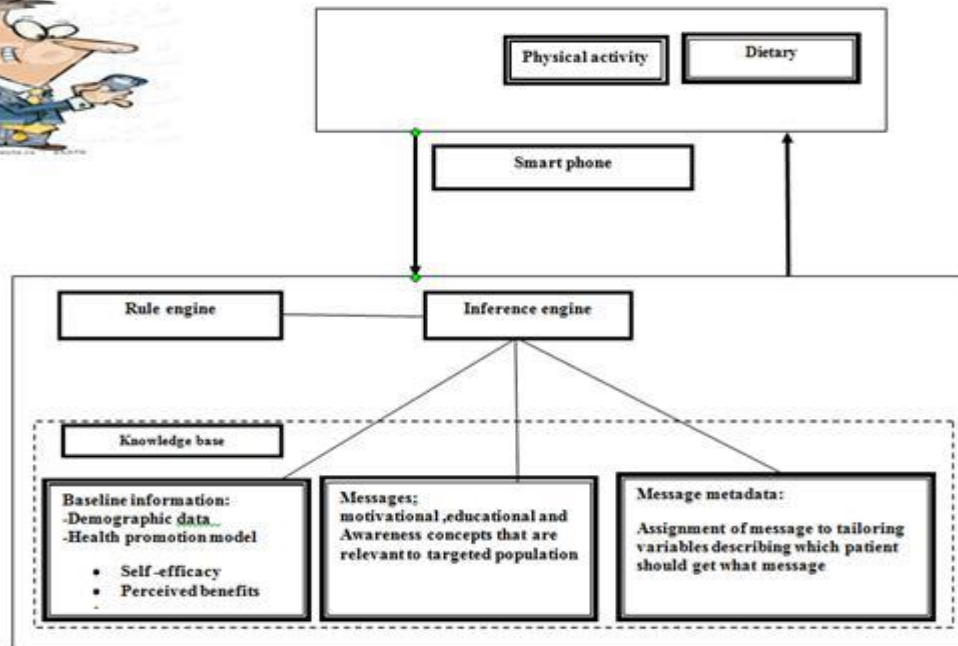 Physical activity
Dietary
Smart phone
Rule engine
Inference engine
Knowledge base
Baseline information:
-Demographic data
-Health promotion model
• Self -efficacy
• Perceived benefits
-
Messages;
motivational ,educational and
Awareness concepts that are
relevant to targeted population
Message metadata:
Assignment of message to tailoring
variables describing which patient
should get what message